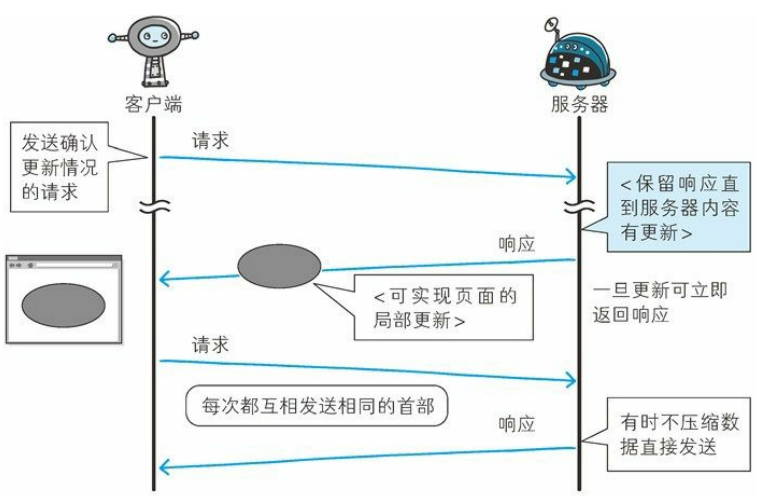 客户端
服务器
发送确认
更新情况
的请求
请求
<保留响应直
到服务器内容
有更新>
响应
<可实现页面的
局部更新>
一旦更新可立即
返回响应
请求
每次都互相发送相同的首部
响应
有时不压缩数
据直接发送